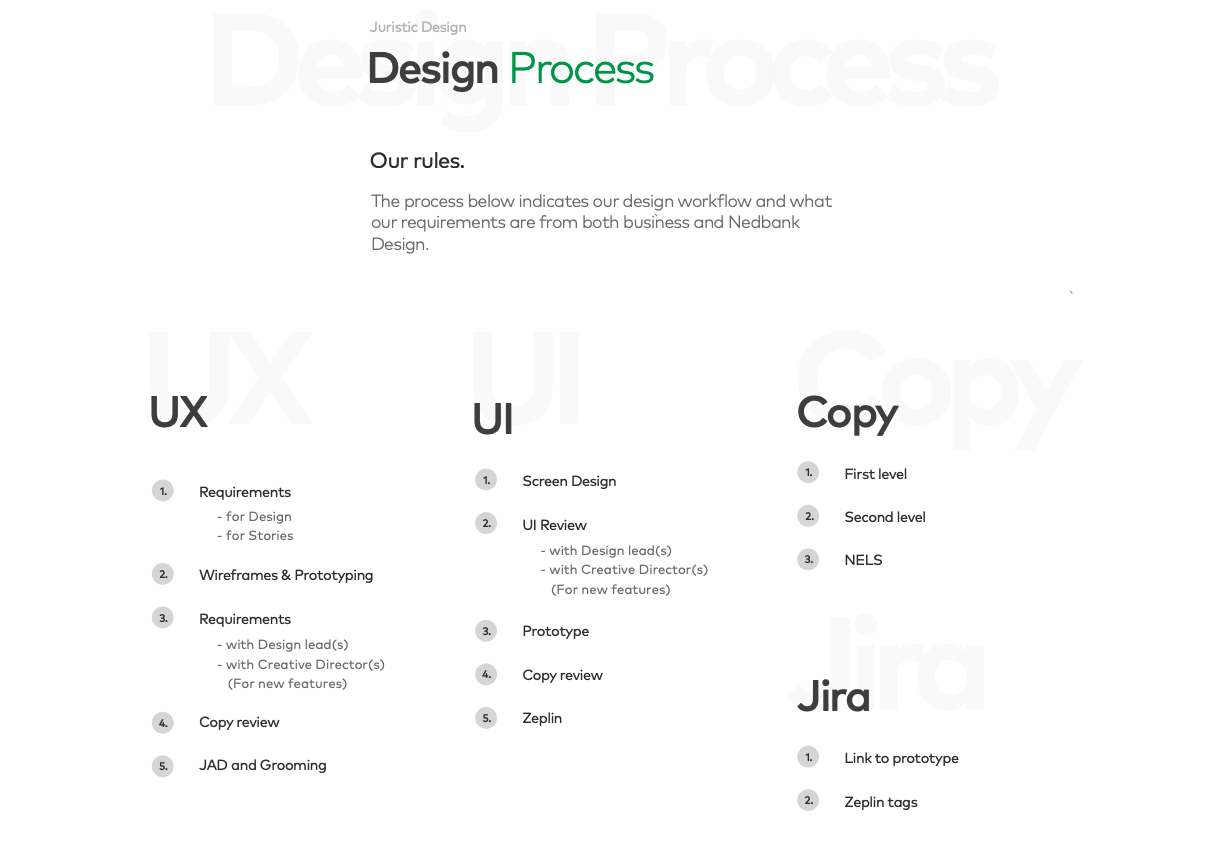 Design Process
Juristic Design
Design Process
Our rules.
The process below indicates our design workflow and what
our requirements are from both business and Nedbank
Design.
`
UX
UX
1. Requirements
- for Design
- for Stories
2. Wireframes & Prototyping
3. Requirements
- with Design lead(s)
- with Creative Director(s)
(For new features)
4. Copy review
5. JAD and Grooming
UI
UI
1. Screen Design
2. UI Review
- with Design lead(s)
- with Creative Director(s)
(For new features)
3. Prototype
4. Copy review
5. Zeplin
Copy
Copy
1. First level
2. Second level
3. NELS
Jira
Jira
1. Link to prototype
2. Zeplin tags